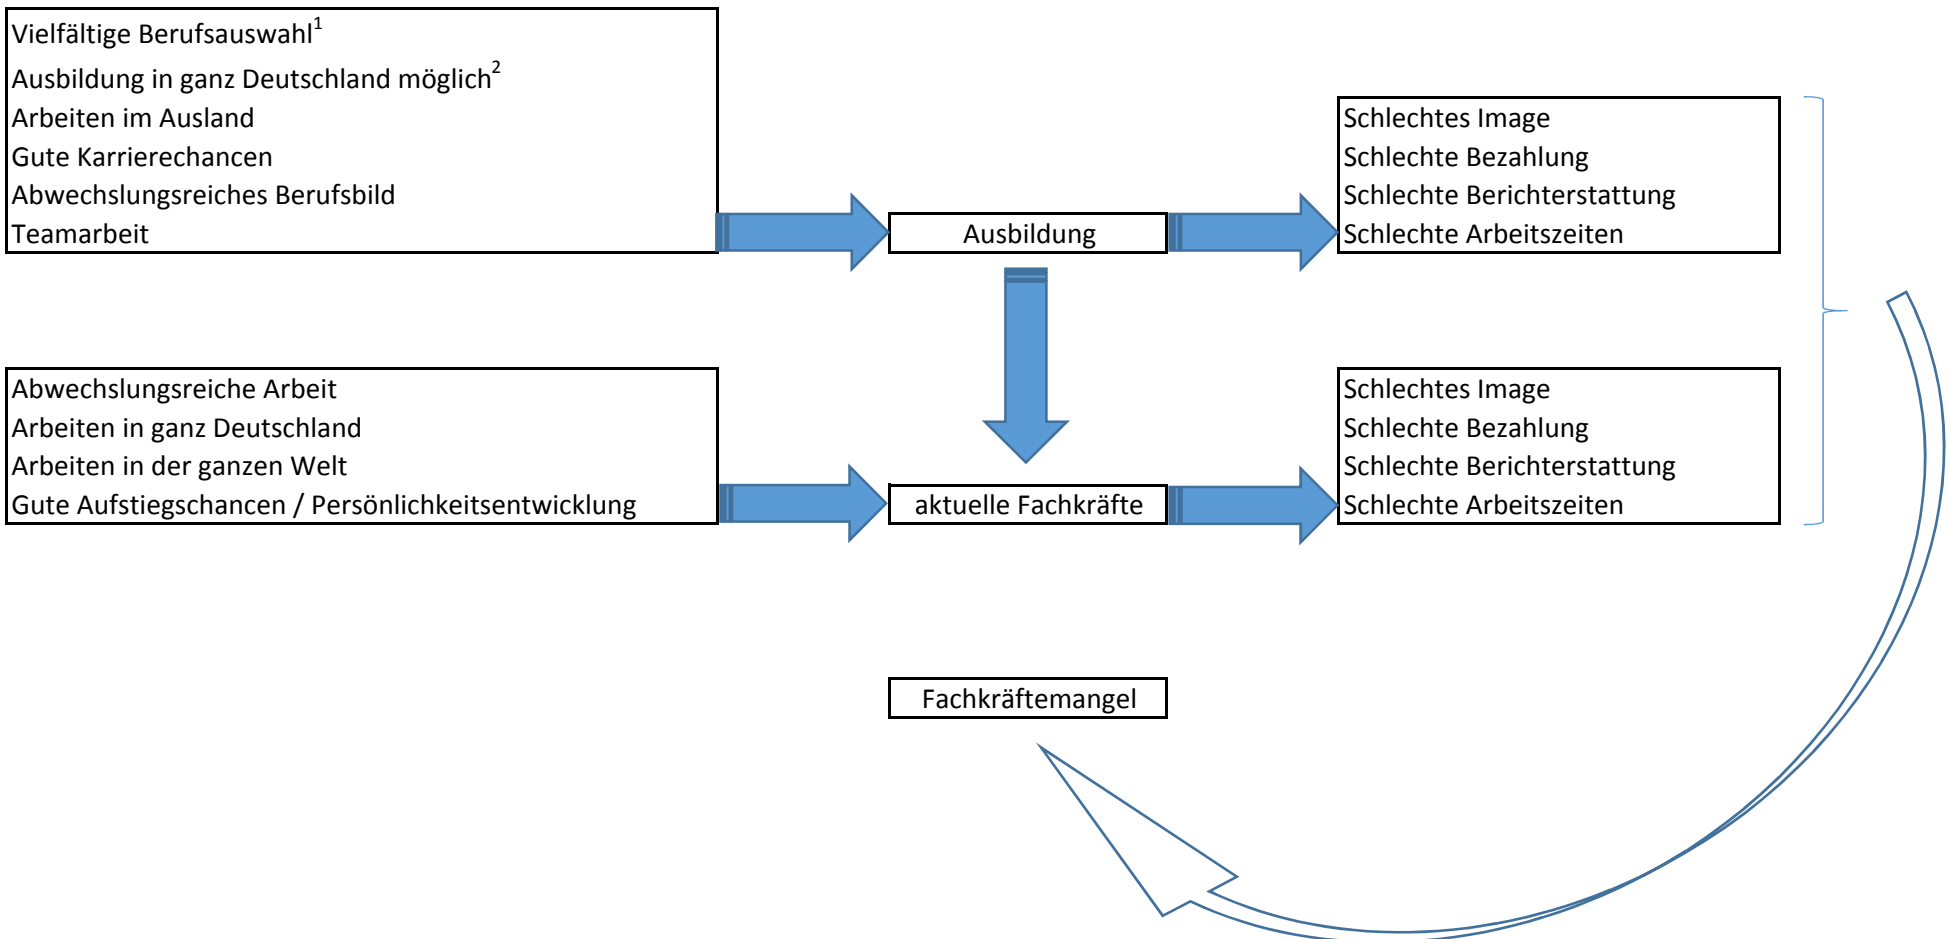 Vielfältige Berufsauswahl¹
Ausbildung in ganz Deutschland möglich²
Arbeiten im Ausland
Gute Karrierechancen
Abwechslungsreiches Berufsbild
Teamarbeit
Ausbildung
Schlechtes Image
Schlechte Bezahlung
Schlechte Berichterstattung
Schlechte Arbeitszeiten
Abwechslungsreiche Arbeit
Arbeiten in ganz Deutschland
Arbeiten in der ganzen Welt
Gute Aufstiegschancen / Persönlichkeitsentwicklung
aktuelle Fachkräfte
Schlechtes Image
Schlechte Bezahlung
Schlechte Berichterstattung
Schlechte Arbeitszeiten
Fachkräftemangel